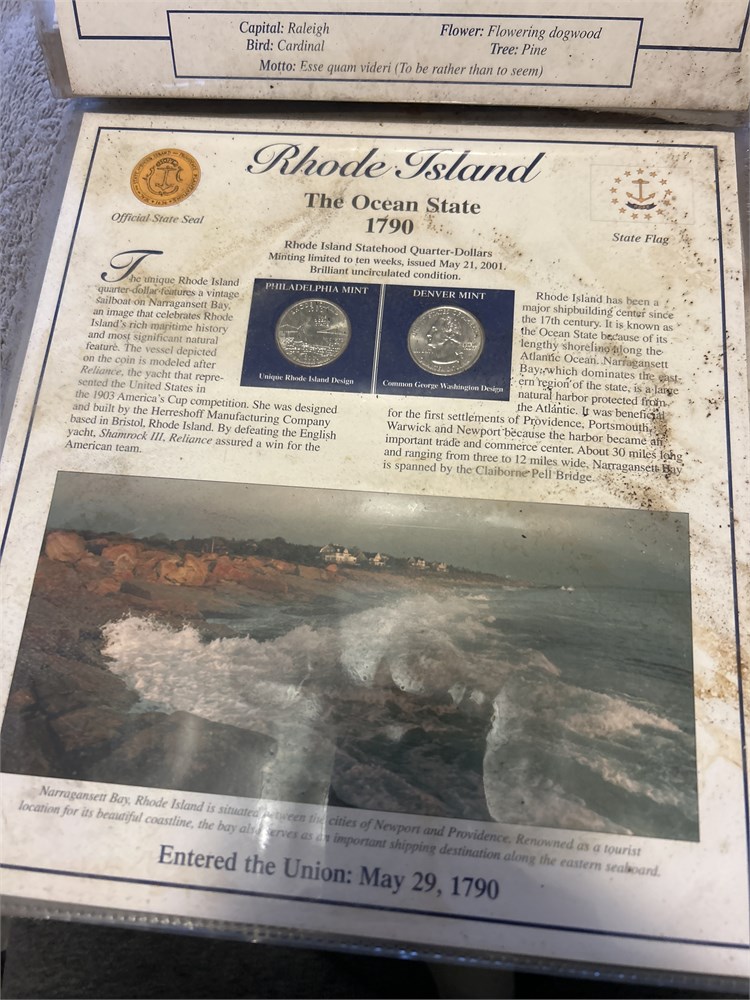 Capital: Raleigh
Flower: Flowering dogwood
Bird: Cardinal
Tree: Pine
Motto: Esse quam videri (To be rather than to seem)
Rhode Island
The Ocean State
1790
Official State Seal
State Flag
Rhode Island Statehood Quarter-Dollars
Minting limited to ten weeks, issued May 21, 2001.
Brilliant uncirculated condition.
The unique Rhode Island
quarter-dollar features a vintage
sailboat on Narragansett Bay,
an image that celebrates Rhode
Island's rich maritime history
and most significant natural
feature. The vessel depicted
on the coin is modeled after
Reliance, the yacht that repre-
sented the United States in
the 1903 America's Cup competition. She was designed
and built by the Herreshoff Manufacturing Company
based in Bristol, Rhode Island. By defeating the English
yacht, Shamrock III, Reliance assured a win for the
American team.
PHILADELPHIA MINT
Unique Rhode Island Design
DENVER MINT
Common George Washington Design
Rhode Island has been a
major shipbuilding center since
the 17th century. It is known as
the Ocean State because of its
lengthy shoreline along the
Atlantic Ocean. Narragansett
Bay, which dominates the east-
ern region of the state, is a large
natural harbor protected from
the Atlantic. It was beneficial
for the first settlements of Providence, Portsmouth,
Warwick and Newport because the harbor became an
important trade and commerce center. About 30 miles long
and ranging from three to 12 miles wide, Narragansett Bay
is spanned by the Claiborne Pell Bridge.
Narragansett Bay, Rhode Island is situated between the cities of Newport and Providence. Renowned as a tourist
location for its beautiful coastline, the bay also serves as an important shipping destination along the eastern seaboard.
Entered the Union: May 29, 1790